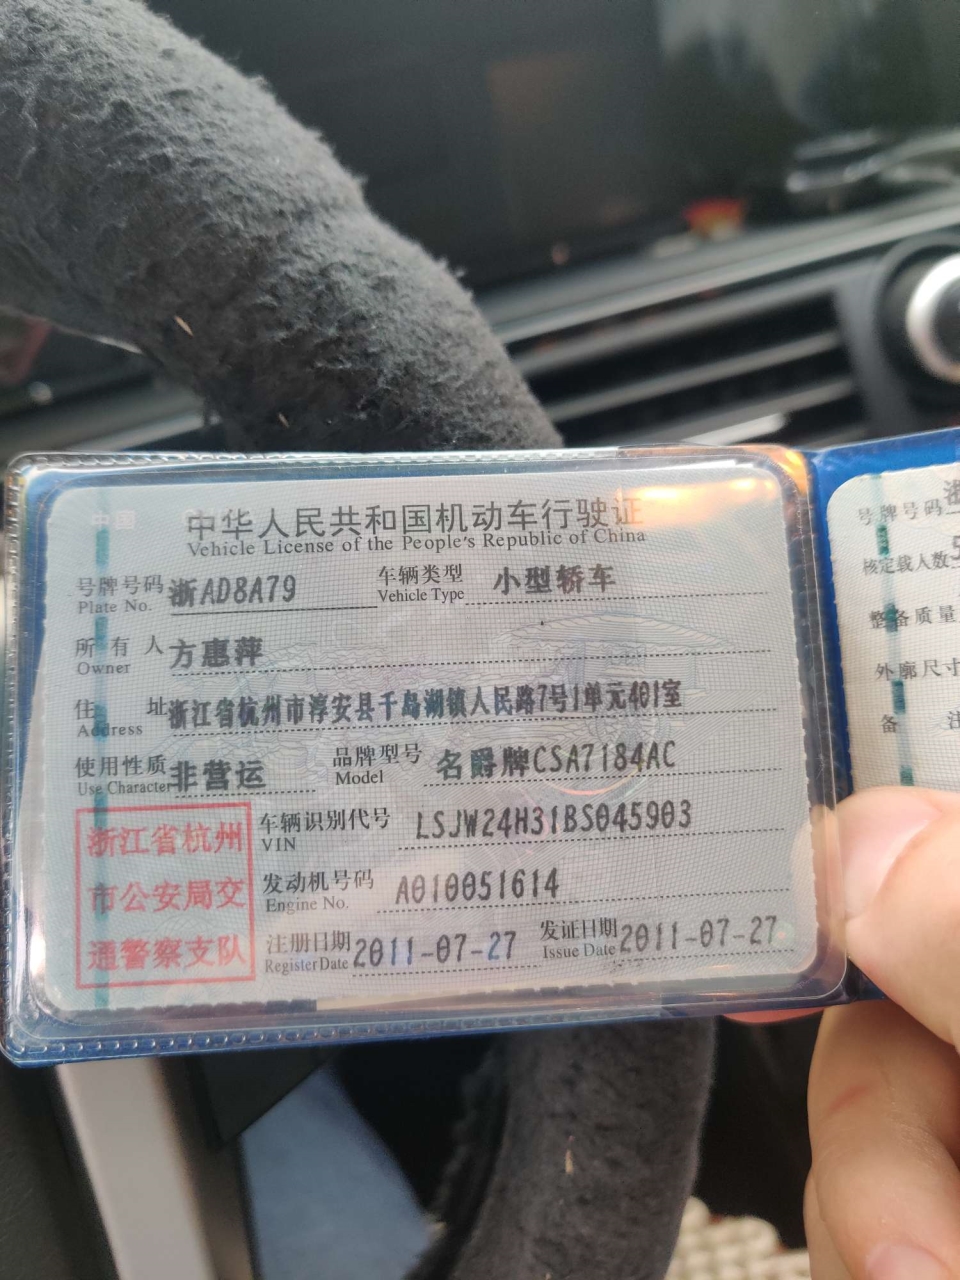 中华人民共和国机动车行驶证
Vehicle License of the People's Republic of China
号牌号码 浙AD8A79 车辆类型 小型轿车
Plate No. Vehicle Type
所有人 方惠萍
Owner
住址 浙江省杭州市淳安县千岛湖镇人民路7号1单元401室
Address
使用性质 非营运 品牌型号 名爵牌CSA7184AC
Use Character Model
浙江省杭州
市公安局交
通警察支队
车辆识别代号 LSJW24H31BS045903
VIN
发动机号码 A010051614
Engine No.
注册日期 2011-07-27 发证日期 2011-07-27
Register Date Issue Date
号牌号码 浙
核定载人数 5
整备质量
外廓尺寸
备注